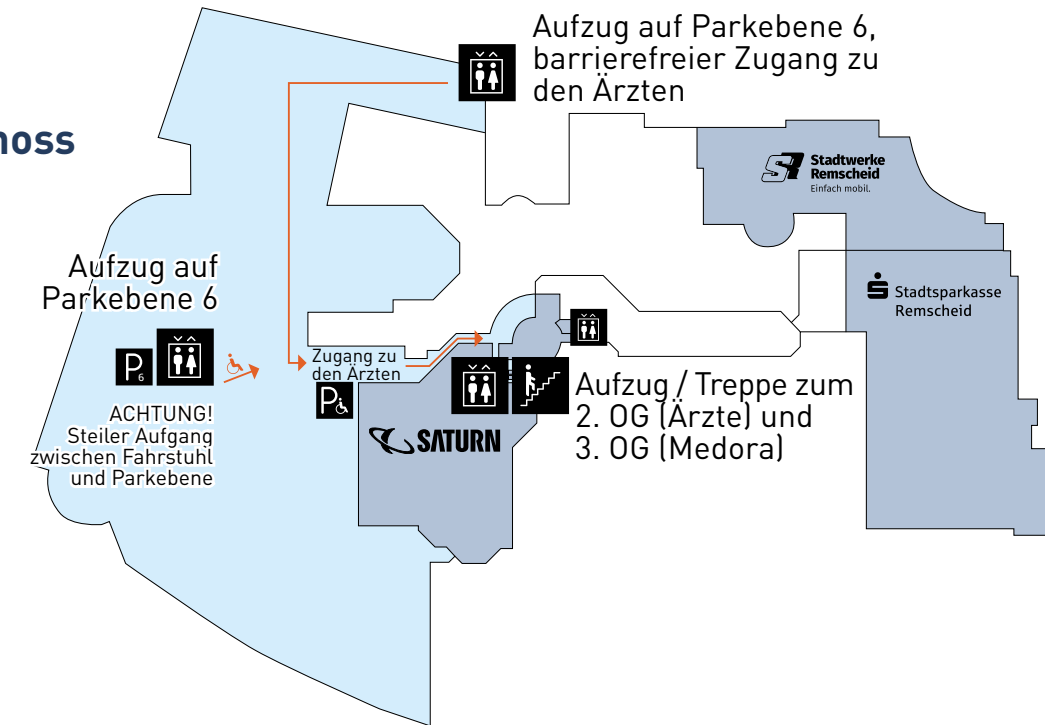 Aufzug auf Parkebene 6,
barrierefreier Zugang zu
den Ärzten
noss
Stadtwerke
Remscheid
Einfach mobil.
Aufzug auf
Parkebene 6
Stadtsparkasse
Remscheid
P6
Zugang zu
den Ärzten
P
Aufzug / Treppe zum
2. OG (Ärzte) und
3. OG (Medora)
ACHTUNG!
Steiler Aufgang
zwischen Fahrstuhl
und Parkebene
SATURN